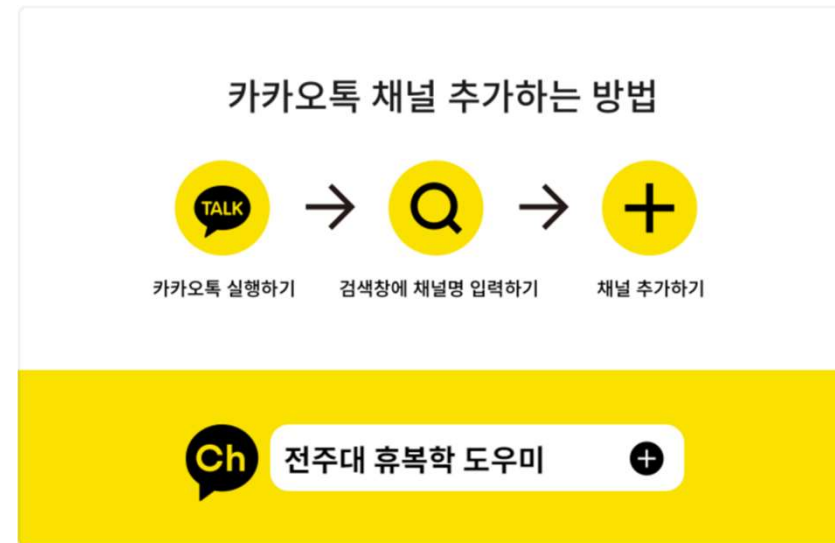 카카오톡 채널 추가하는 방법
TALK
카카오톡 실행하기
검색창에 채널명 입력하기
채널 추가하기
Ch
전주대 휴복학 도우미